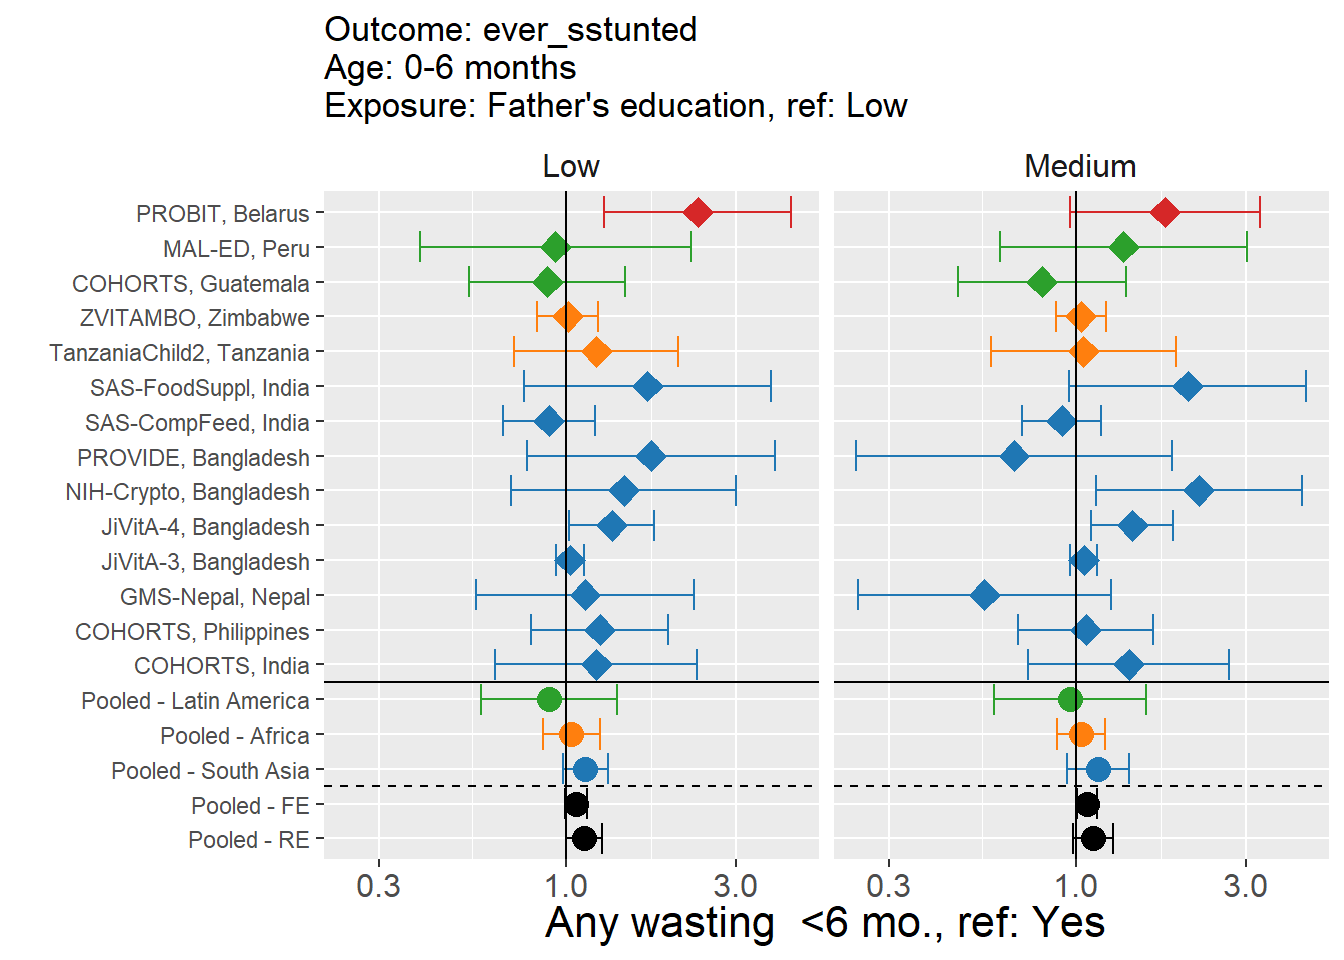 Outcome: ever_sstunted
Age: 0-6 months
Exposure: Father's education, ref: Low
Low
Medium
PROBIT, Belarus
MAL-ED, Peru
COHORTS, Guatemala
ZVITAMBO, Zimbabwe
TanzaniaChild2, Tanzania
SAS-FoodSuppl, India
SAS-CompFeed, India
PROVIDE, Bangladesh
NIH-Crypto, Bangladesh
JiVitA-4, Bangladesh
JiVitA-3, Bangladesh
GMS-Nepal, Nepal
COHORTS, Philippines
COHORTS, India
Pooled - Latin America
Pooled - Africa
Pooled - South Asia
Pooled - FE
Pooled - RE
0.3 1.0 3.0 0.3 1.0 3.0
Any wasting  <6 mo., ref: Yes